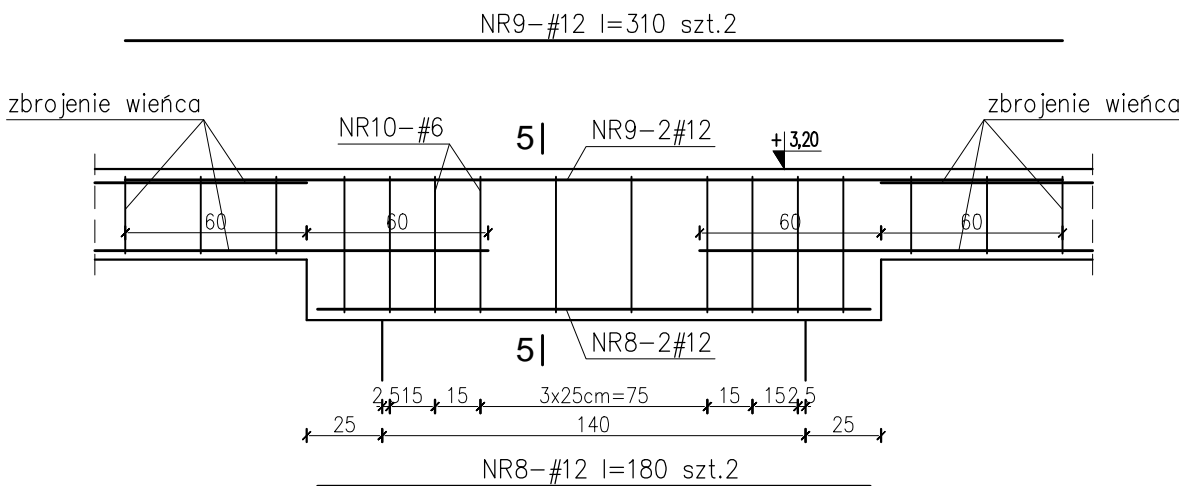 NR9-#12 l=310 szt.2
zbrojenie wieńca
NR10-#6
5
NR9-2#12
+3,20
zbrojenie wieńca
60
60
60
60
5
NR8-2#12
2,5 15 15 3x25cm=75 15 15 2,5
25 140 25
NR8-#12 l=180 szt.2